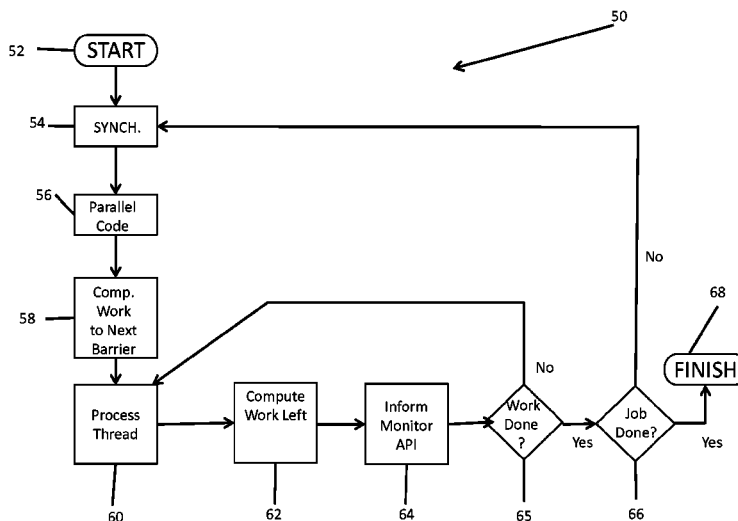 50
52
START
54
SYNCH.
56
Parallel
Code
No
58
Comp.
Work
to Next
Barrier
68
FINISH
No
Process
Thread
Compute
Work Left
Inform
Monitor
API
Work
Done
?
Yes
Job
Done?
Yes
60
62
64
65
66